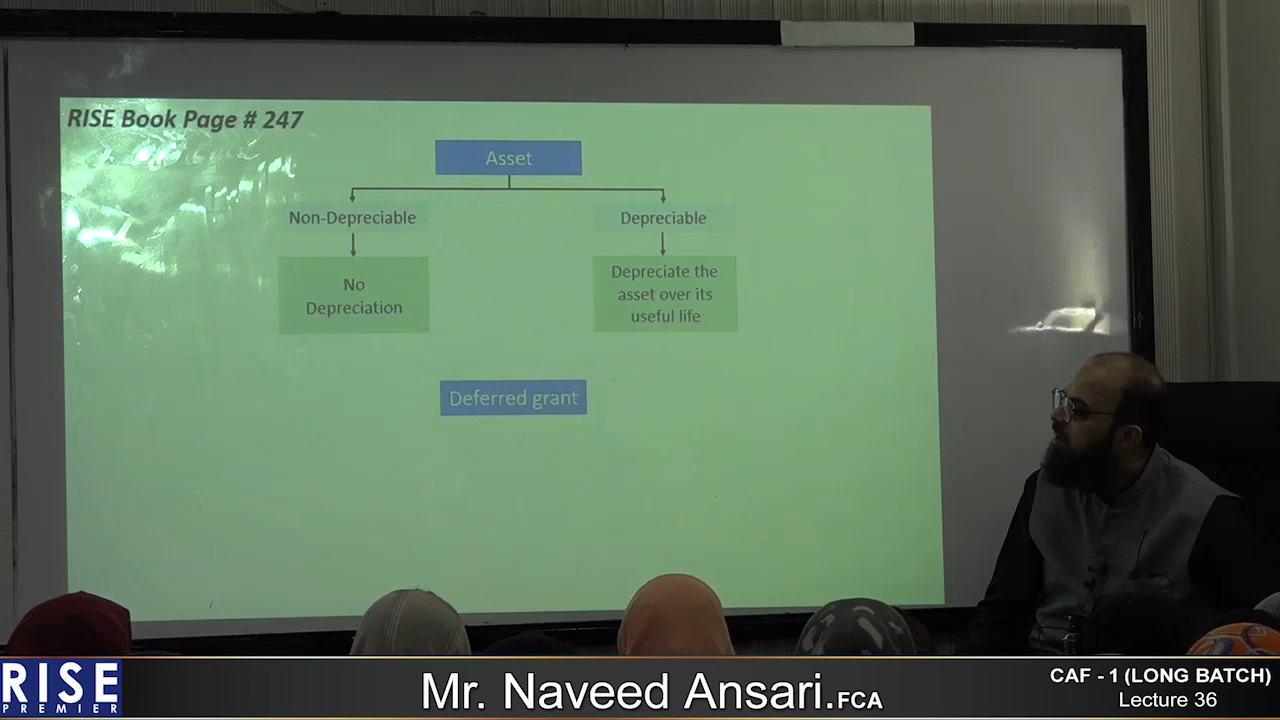 RISE Book Page # 247
Asset
Non-Depreciable
Depreciable
No
Depreciation
Depreciate the
asset over its
useful life
Deferred grant
RISE
PREMIER
Mr. Naveed Ansari.FCA
CAF - 1 (LONG BATCH)
Lecture 36